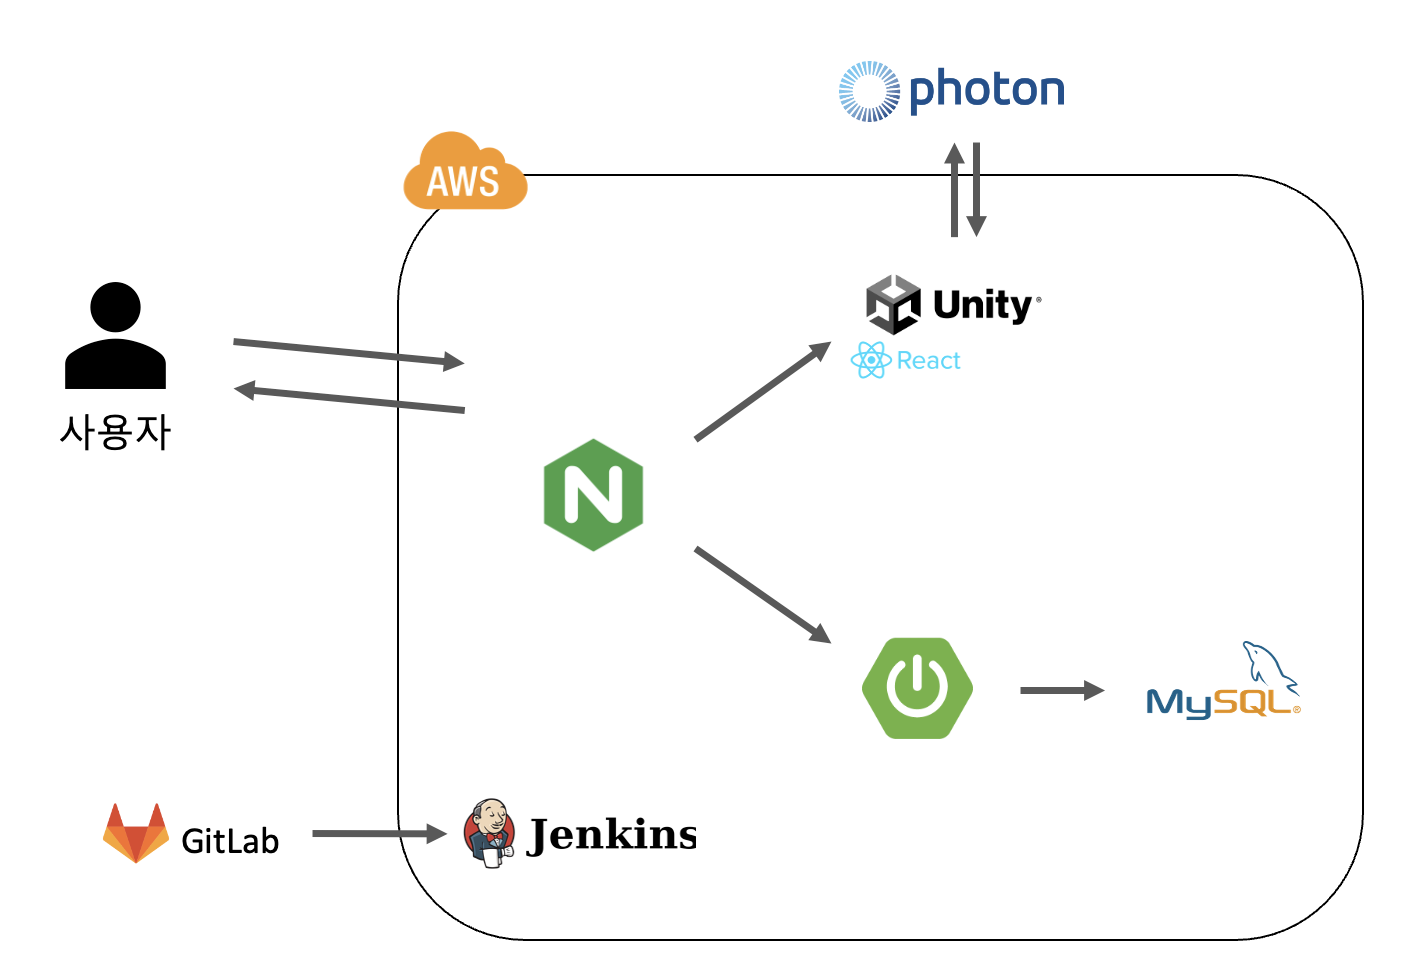 photon
AWS
Unity®
React
사용자
N
MySQL®
GitLab
Jenkins